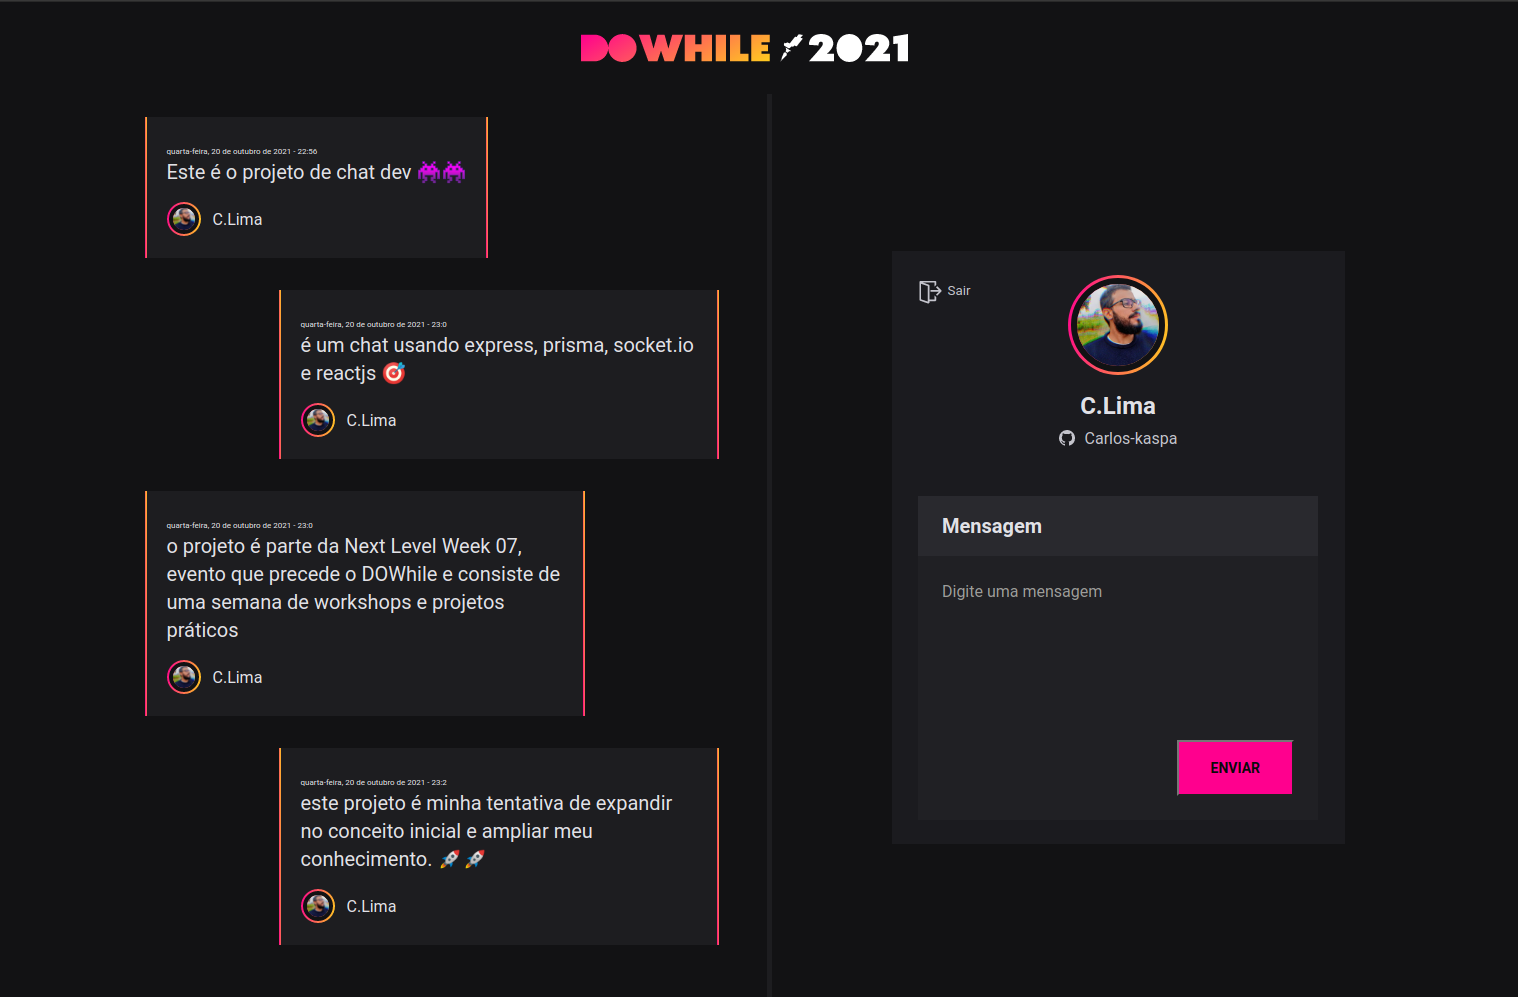 DOWHILE 2021
quarta-feira, 20 de outubro de 2021 - 22:56
Este é o projeto de chat dev 👾👾
C.Lima
quarta-feira, 20 de outubro de 2021 - 23:0
é um chat usando express, prisma, socket.io
e reactjs 🎯
C.Lima
quarta-feira, 20 de outubro de 2021 - 23:0
o projeto é parte da Next Level Week 07,
evento que precede o DOWhile e consiste de
uma semana de workshops e projetos
práticos
C.Lima
quarta-feira, 20 de outubro de 2021 - 23:2
este projeto é minha tentativa de expandir
no conceito inicial e ampliar meu
conhecimento. 🚀 🚀
C.Lima
Sair
C.Lima
Carlos-kaspa
Mensagem
Digite uma mensagem
ENVIAR